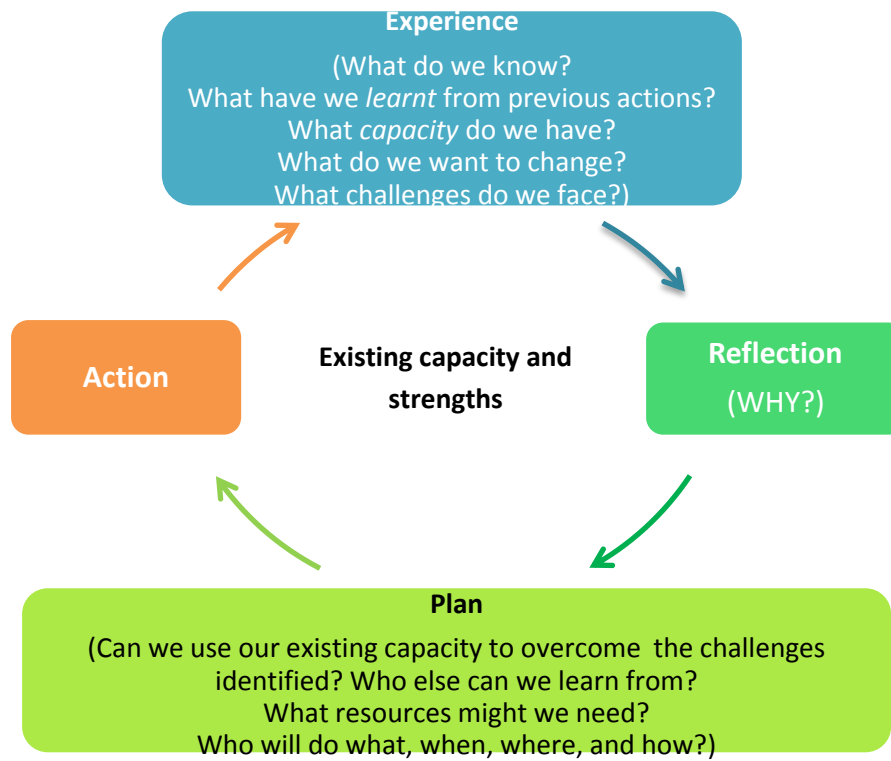 Experience
(What do we know?
What have we learnt from previous actions?
What capacity do we have?
What do we want to change?
What challenges do we face?)
Action
Existing capacity and
strengths
Reflection
(WHY?)
Plan
(Can we use our existing capacity to overcome  the challenges
identified? Who else can we learn from?
What resources might we need?
Who will do what, when, where, and how?)